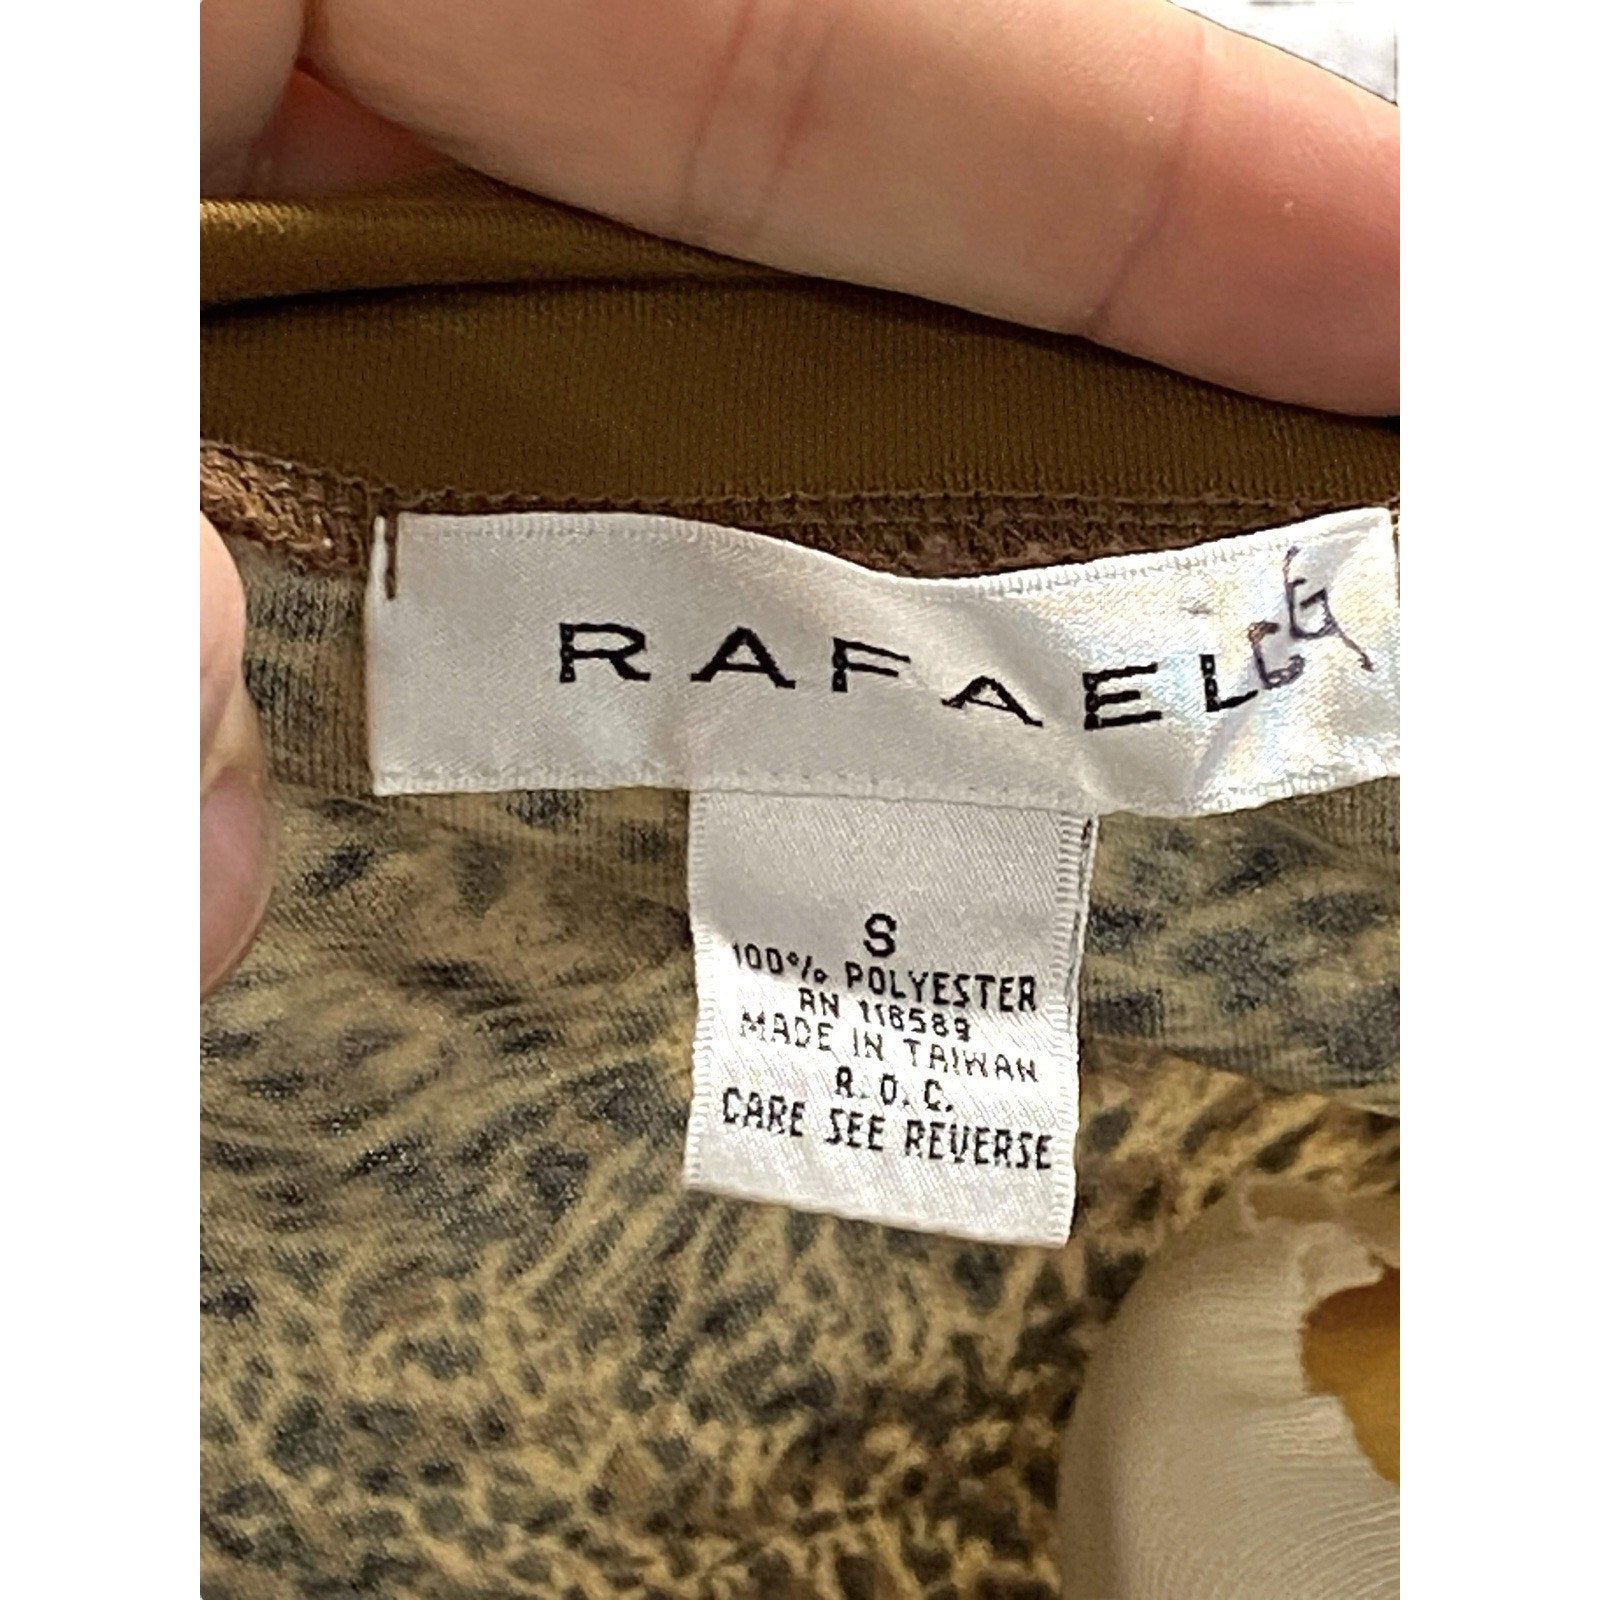 RAFAEL
S
100% POLYESTER
RN 116589
MADE IN TAIWAN
R.O.C.
CARE SEE REVERSE